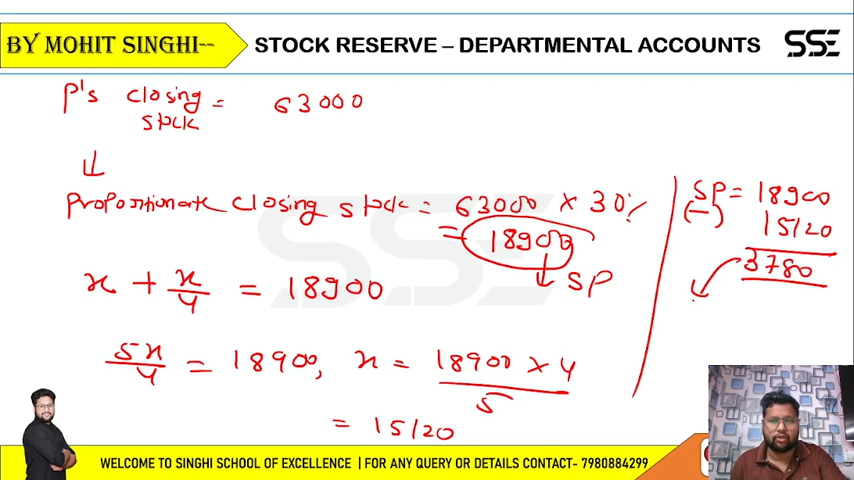 BY MOHIT SINGHI--
STOCK RESERVE – DEPARTMENTAL ACCOUNTS
SSE
P's closing stock = 63000
Proportionate closing stock = 63000 × 30%
= 18900
SP
x + x/4 = 18900
5x/4 = 18900, x = 18900 × 4 / 5
= 15120
SP = 18900
(–) 15120
3780
SSE
WELCOME TO SINGHI SCHOOL OF EXCELLENCE | FOR ANY QUERY OR DETAILS CONTACT- 7980884299